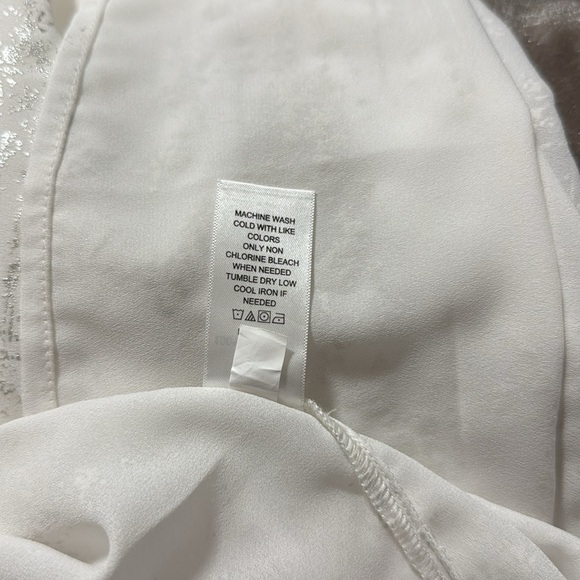 MACHINE WASH
COLD WITH LIKE
COLORS
ONLY NON
CHLORINE BLEACH
WHEN NEEDED
TUMBLE DRY LOW
COOL IRON IF
NEEDED